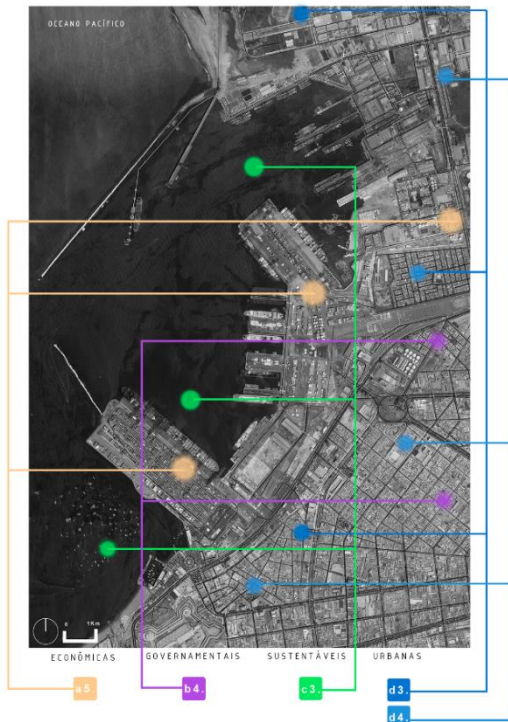 OCEANO PACÍFICO
0 1Km
ECONÔMICAS GOVERNAMENTAIS SUSTENTÁVEIS URBANAS
a5. b4. c3. d3.
d4.